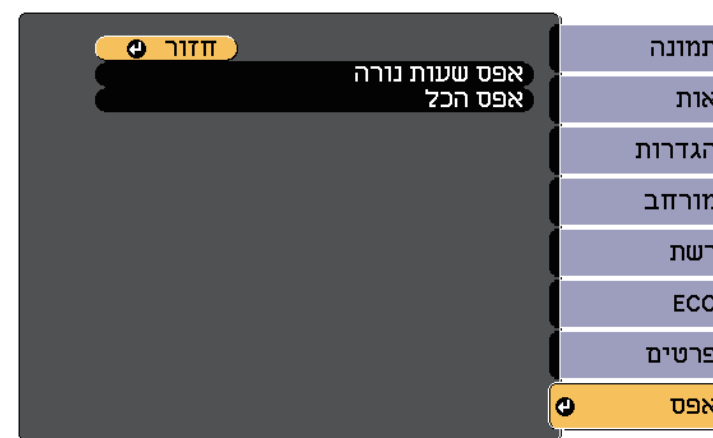 חזור
אפס שעות נורה
אפס הכל
תמונה
אות
הגדרות
מורחב
רשת
ECO
פרטים
אפס